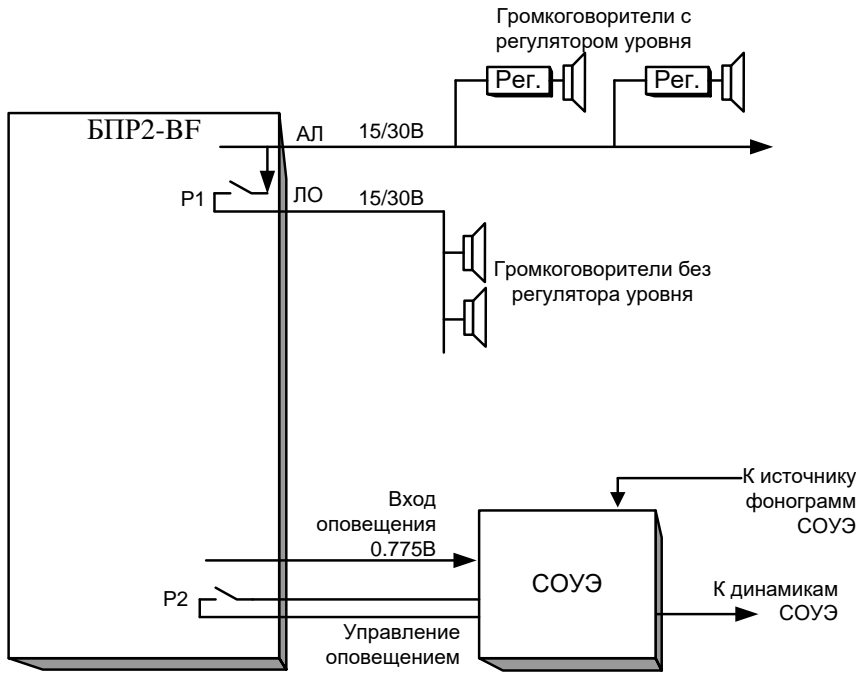 Громкоговорители с
регулятором уровня
Рег.
Рег.
БПР2-BF
АЛ
15/30В
Р1
ЛО
15/30В
Громкоговорители без
регулятора уровня
К источнику
фонограмм
СОУЭ
Вход
оповещения
0.775В
СОУЭ
Р2
К динамикам
СОУЭ
Управление
оповещением